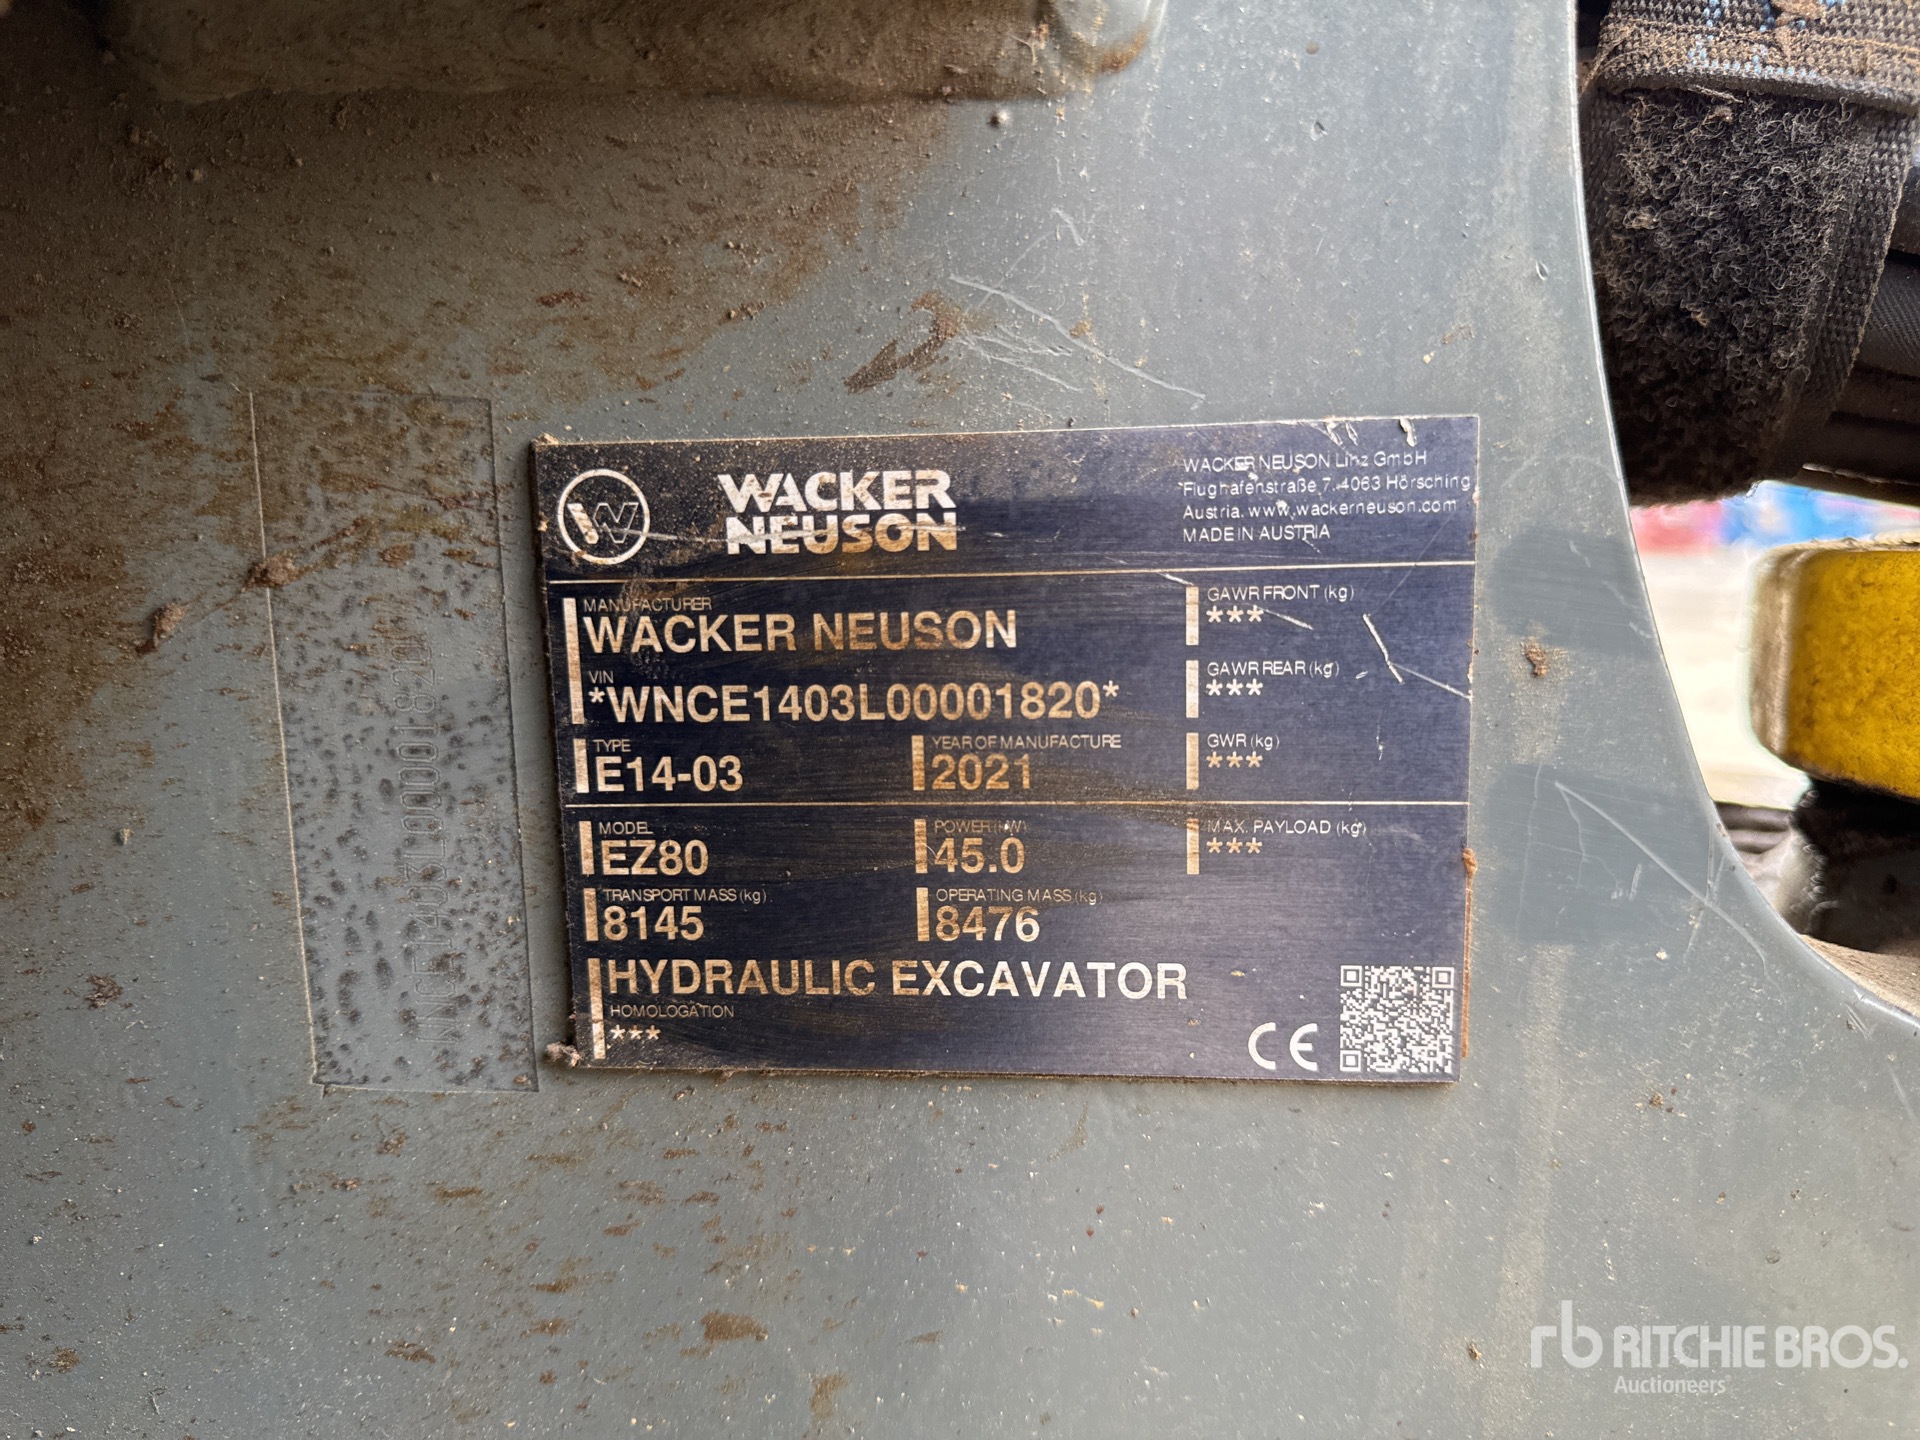 WACKER
NEUSON
WACKER NEUSON Linz GmbH
Flughafenstraße 7, 4063 Hörsching
Austria. www.wackerneuson.com
MADE IN AUSTRIA
MANUFACTURER
WACKER NEUSON
VIN
*WNCE1403L00001820*
TYPE
E14-03
YEAR OF MANUFACTURE
2021
GAWR FRONT (kg)
***
GAWR REAR (kg)
***
GWR (kg)
***
MODEL
EZ80
POWER (kW)
45.0
MAX. PAYLOAD (kg)
***
TRANSPORT MASS (kg)
8145
OPERATING MASS (kg)
8476
HYDRAULIC EXCAVATOR
HOMOLOGATION
***
CE
rb RITCHIE BROS.
Auctioneers